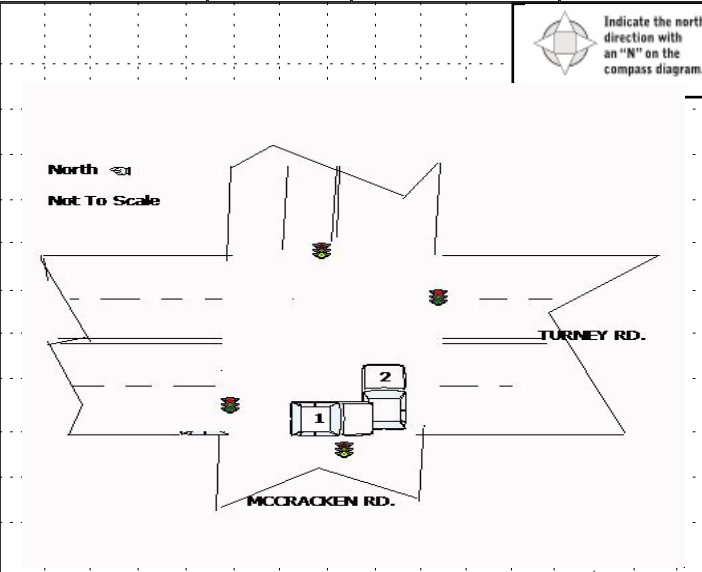 Indicate the north
direction with
an “N” on the
compass diagram.
North
Not To Scale
TURNEY RD.
2
1
MCCRACKEN RD.